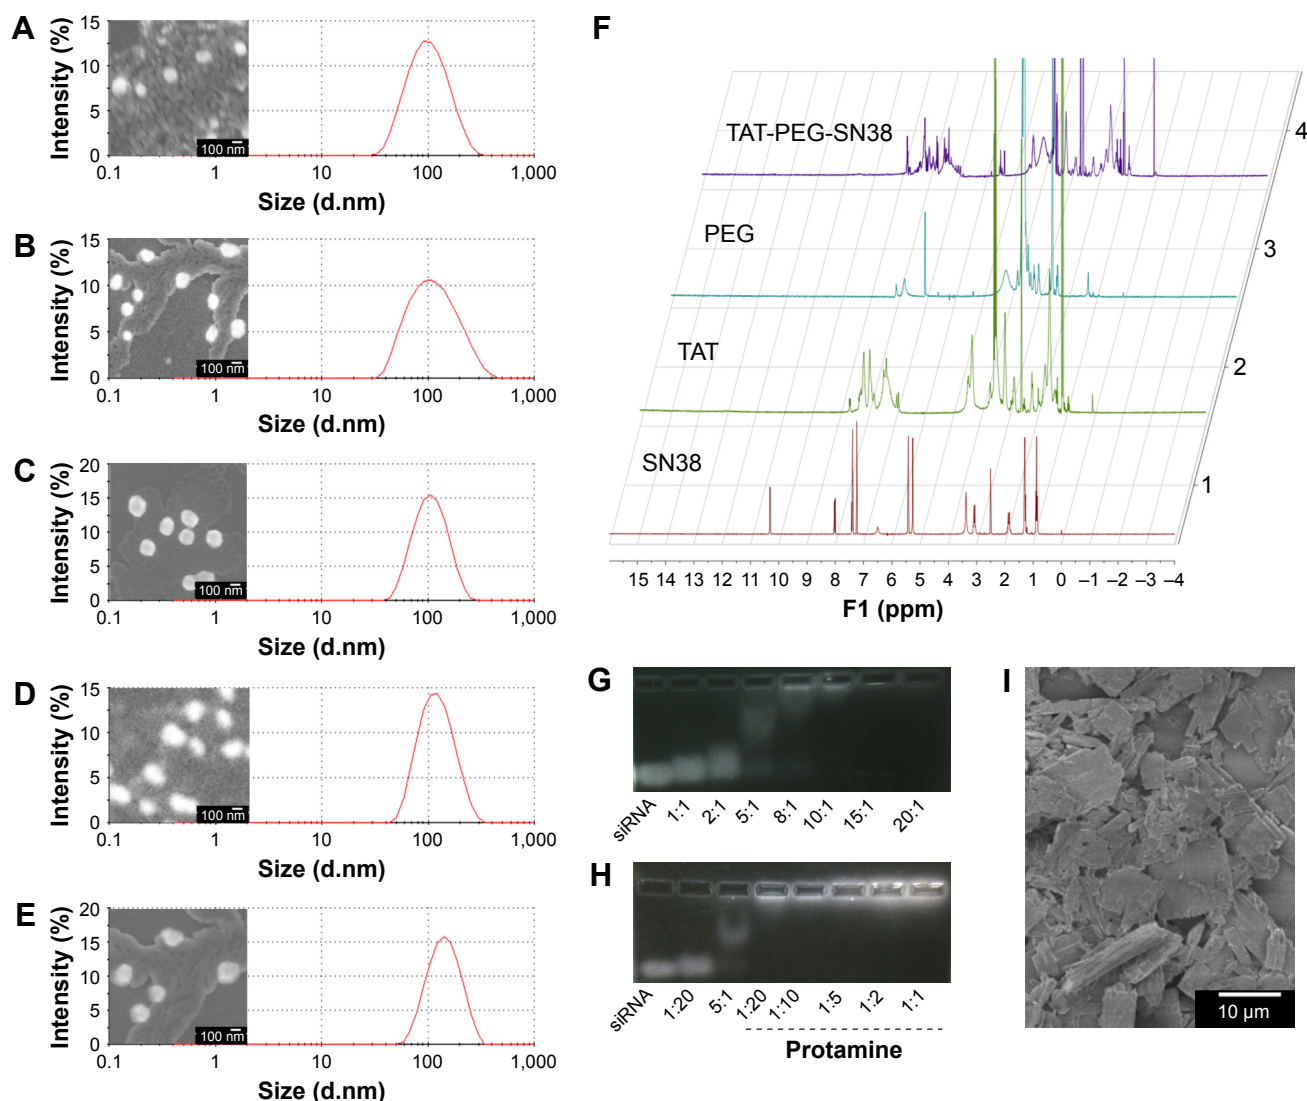 A
Intensity (%)
15
10
5
0
100 nm
0.1 1 10 100 1,000
Size (d.nm)
B
Intensity (%)
15
10
5
0
100 nm
0.1 1 10 100 1,000
Size (d.nm)
C
Intensity (%)
20
15
10
5
0
100 nm
0.1 1 10 100 1,000
Size (d.nm)
D
Intensity (%)
15
10
5
0
100 nm
0.1 1 10 100 1,000
Size (d.nm)
E
Intensity (%)
20
15
10
5
0
100 nm
0.1 1 10 100 1,000
Size (d.nm)
F
TAT-PEG-SN38
4
PEG
3
TAT
2
SN38
1
15 14 13 12 11 10 9 8 7 6 5 4 3 2 1 0 –1 –2 –3 –4
F1 (ppm)
G
siRNA 1:1 2:1 5:1 8:1 10:1 15:1 20:1
H
siRNA 1:20 5:1 1:20 1:10 1:5 1:2 1:1
Protamine
I
10 µm